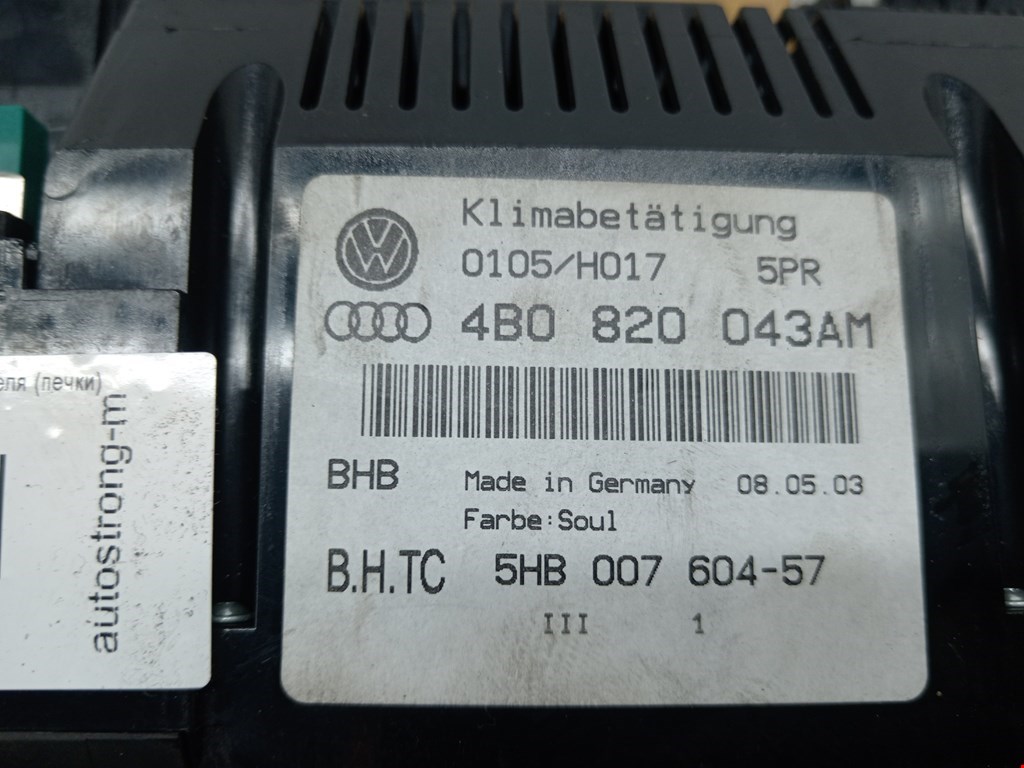 Klimabetätigung
0105/H017 5PR
4B0 820 043AM
BHB Made in Germany 08.05.03
Farbe:Soul
B.H.TC 5HB 007 604-57
III 1
(печки)
autostrong-m